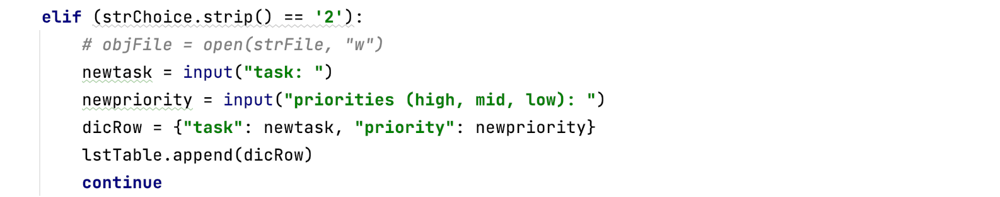 elif (strChoice.strip() == '2'):
# objFile = open(strFile, "w")
newtask = input("task: ")
newpriority = input("priorities (high, mid, low): ")
dicRow = {"task": newtask, "priority": newpriority}
lstTable.append(dicRow)
continue